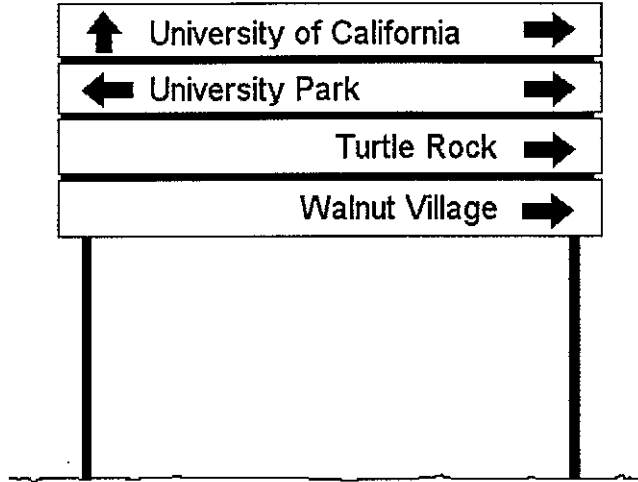 University of California
University Park
Turtle Rock
Walnut Village